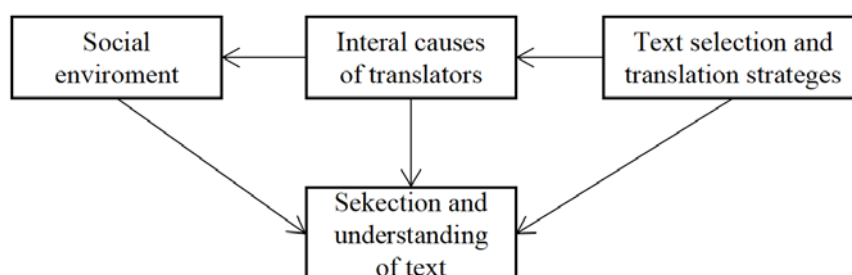 Social
enviroment
Interal causes
of translators
Text selection and
translation strateges
Sekection and
understanding
of text